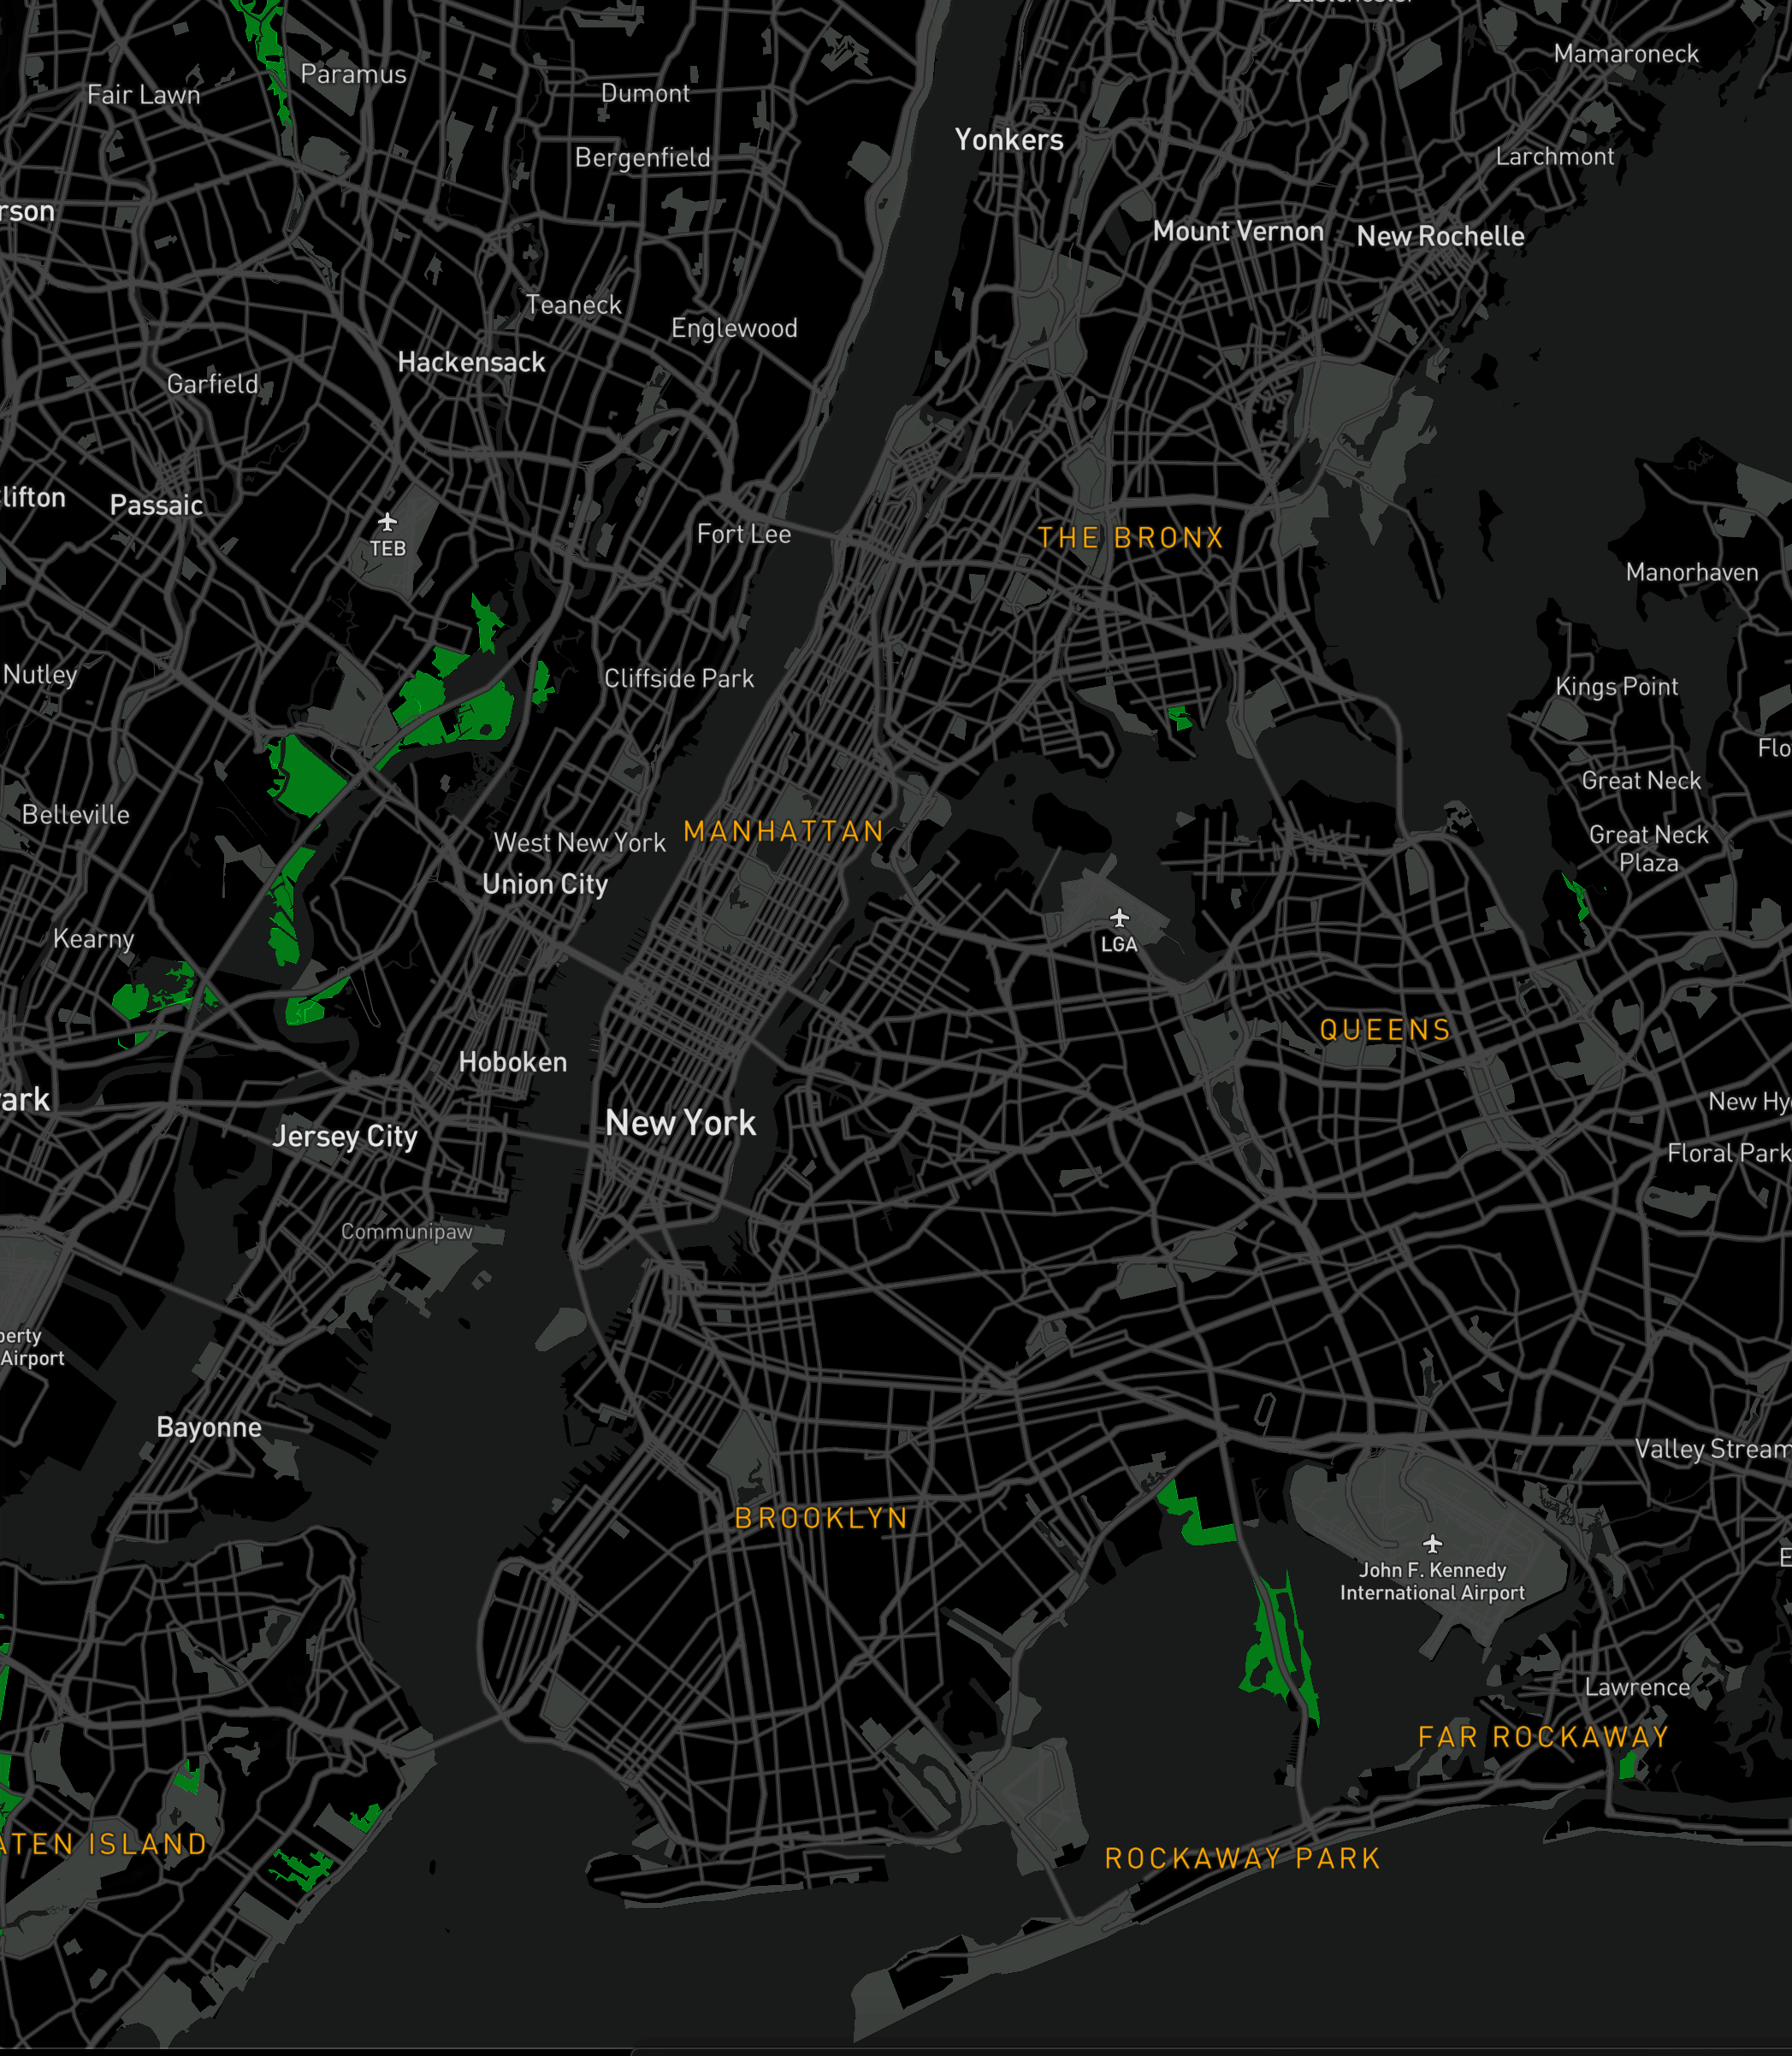 Mamaroneck
Paramus
Fair Lawn
Dumont
Yonkers
Bergenfield
Larchmont
rson
Mount Vernon
New Rochelle
Teaneck
Englewood
Hackensack
Garfield
lifton
Passaic
TEB
Fort Lee
THE BRONX
Manorhaven
Nutley
Cliffside Park
Kings Point
Flo
Great Neck
Belleville
MANHATTAN
West New York
Great Neck
Plaza
Union City
Kearny
LGA
QUEENS
Hoboken
ark
New Hy
New York
Jersey City
Floral Park
Communipaw
berty
Airport
Bayonne
Valley Stream
BROOKLYN
E
John F. Kennedy
International Airport
Lawrence
FAR ROCKAWAY
ATEN ISLAND
ROCKAWAY PARK